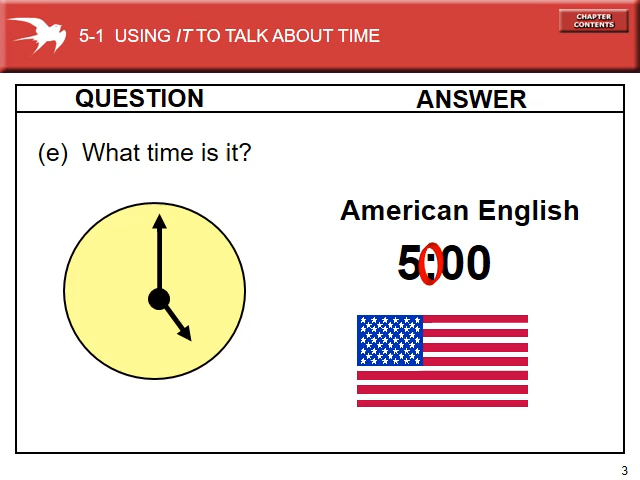 5-1 USING IT TO TALK ABOUT TIME
CHAPTER
CONTENTS
QUESTION
ANSWER
(e) What time is it?
American English
5:00
3